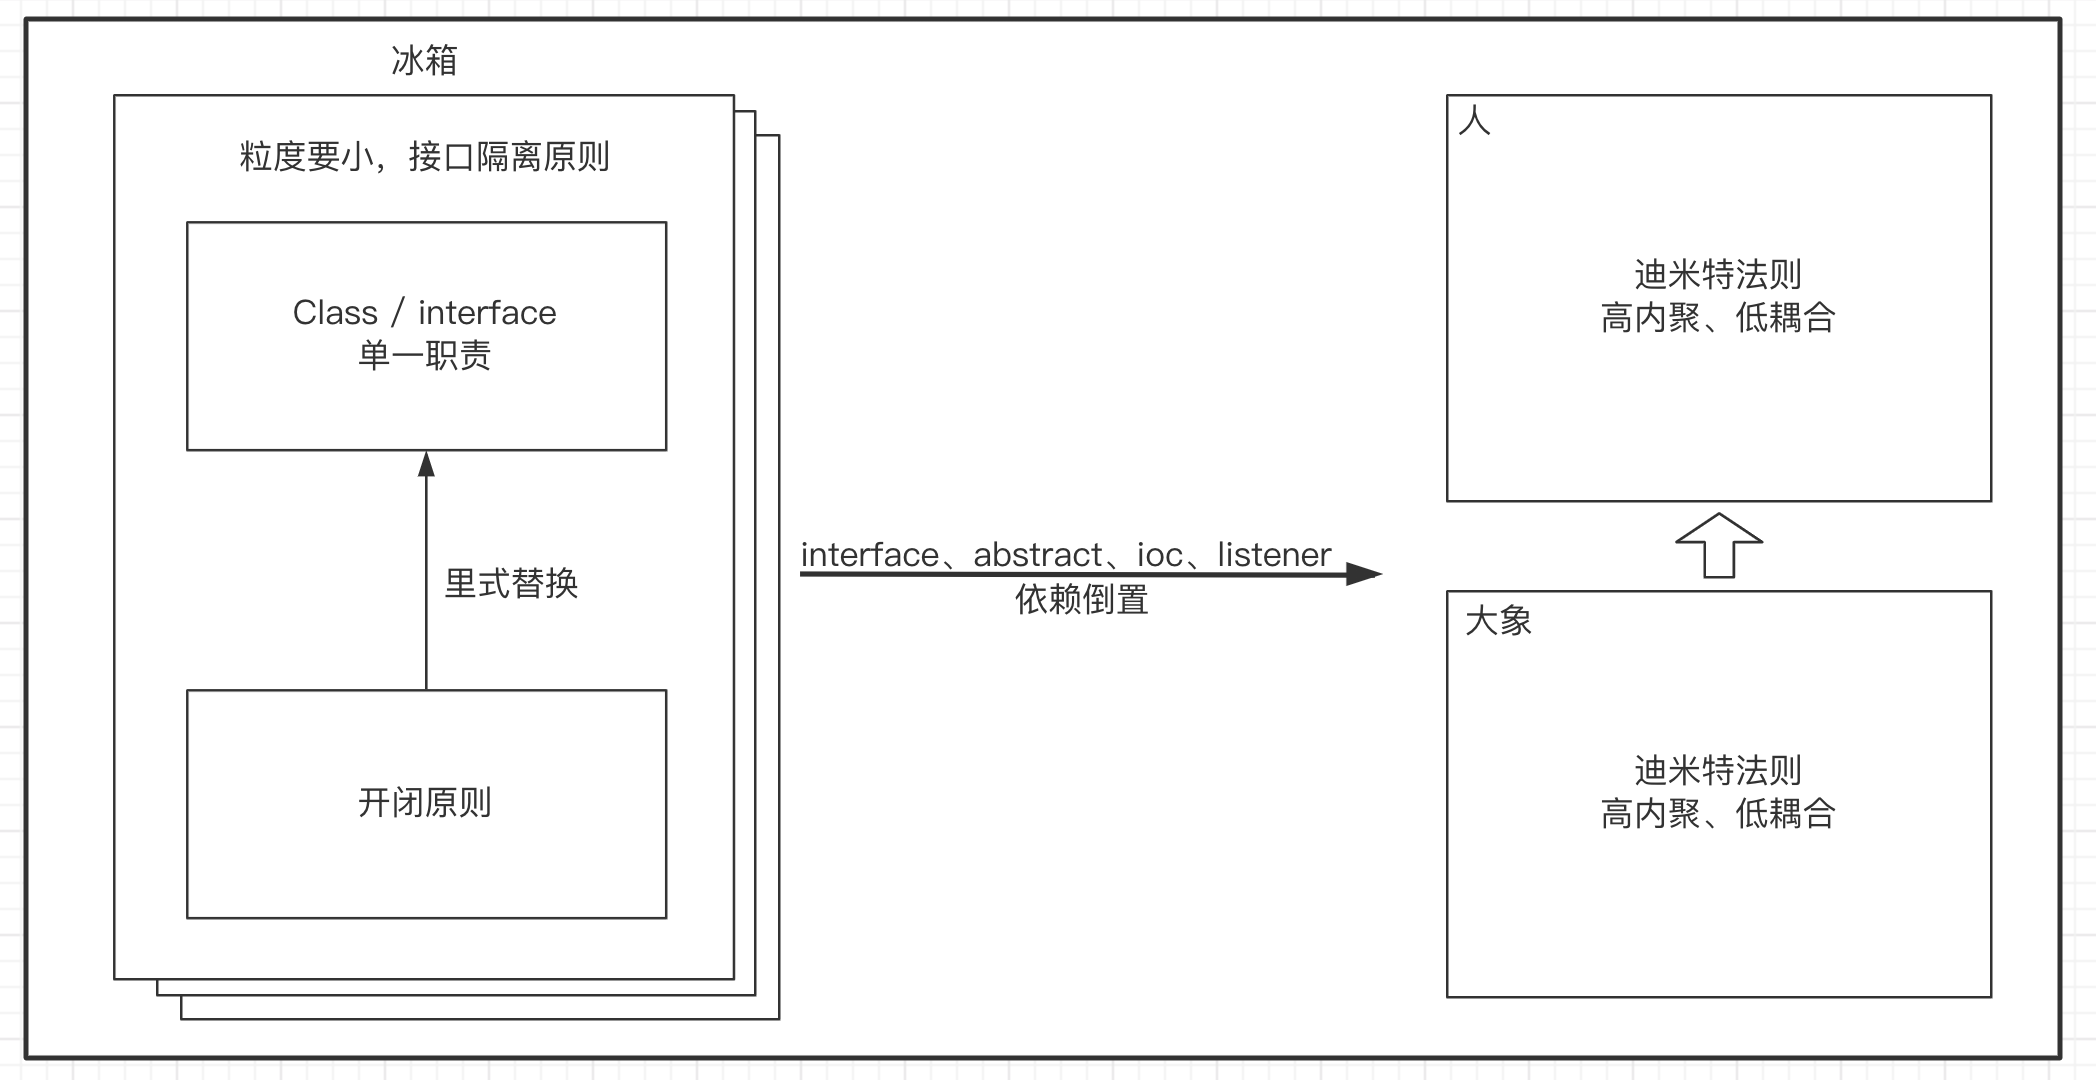 冰箱
粒度要小，接口隔离原则
Class / interface
单一职责
里式替换
开闭原则
interface、abstract、ioc、listener
依赖倒置
人
迪米特法则
高内聚、低耦合
大象
迪米特法则
高内聚、低耦合